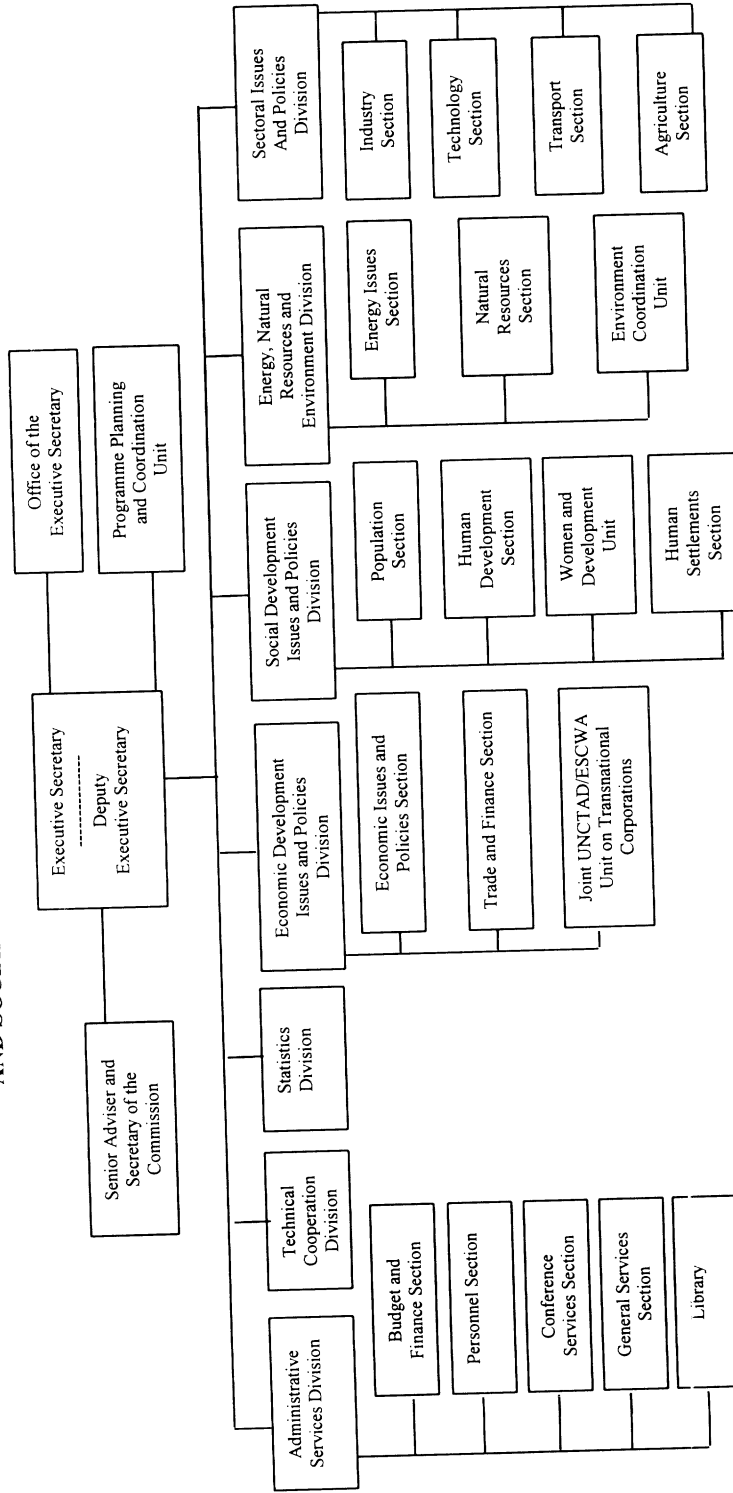 Office of the
Executive Secretary
Executive Secretary
---------------
Deputy
Executive Secretary
Programme Planning
and Coordination
Unit
Senior Adviser and
Secretary of the
Commission
Administrative
Services Division
Technical
Cooperation
Division
Statistics
Division
Economic Development
Issues and Policies
Division
Social Development
Issues and Policies
Division
Energy, Natural
Resources and
Environment Division
Sectoral Issues
And Policies
Division
Budget and
Finance Section
Personnel Section
Conference
Services Section
General Services
Section
Library
Economic Issues and
Policies Section
Trade and Finance Section
Joint UNCTAD/ESCWA
Unit on Transnational
Corporations
Population
Section
Human
Development
Section
Women and
Development
Unit
Human
Settlements
Section
Energy Issues
Section
Natural
Resources
Section
Environment
Coordination
Unit
Industry
Section
Technology
Section
Transport
Section
Agriculture
Section